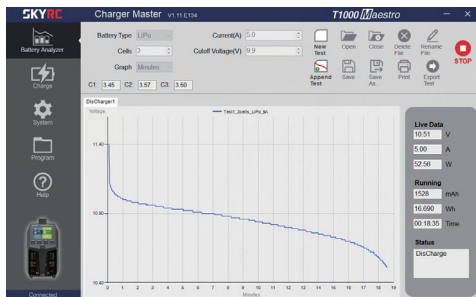 SKYRC Charger Master V1.11.E134 T1000 Maestro
Battery Analyzer
Charge
System
Program
Help
Connected
Battery Type LiPo Current(A) 5.0
Cells 3 Cutoff Voltage(V) 9.9
Graph Minutes
C1: 3.45 C2: 3.57 C3: 3.50
New Test Open Close Delete File Rename File
STOP
Append Test Save Save As.. Print Export Test
DisCharger1
Voltage
Test1_3cells_LiPo_5A
11.40
10.90
10.40
0 1 2 3 4 5 6 7 8 9 10 11 12 13 14 15 16 17 18 19
Minutes
Live Data
10.51 V
5.00 A
52.56 W
Running
1528 mAh
16.690 Wh
00:18:35 Time
Status
DisCharge